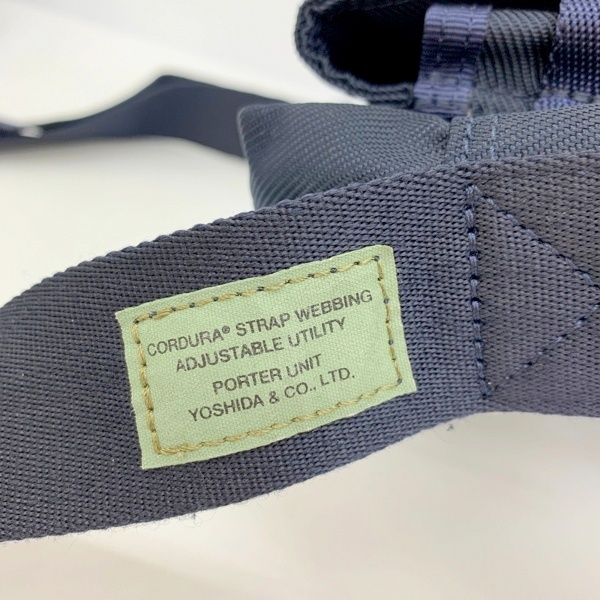 CORDURA® STRAP WEBBING
ADJUSTABLE UTILITY
PORTER UNIT
YOSHIDA & CO., LTD.